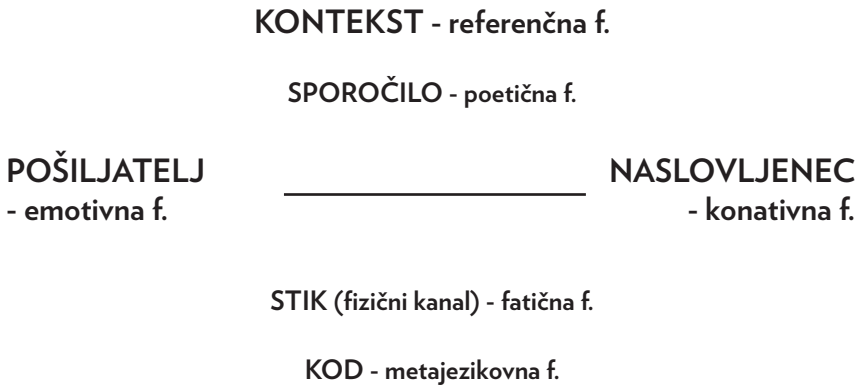 KONTEKST - referenčna f.
SPOROČILO - poetična f.
POŠILJATELJ
- emotivna f.
NASLOVLJENEC
- konativna f.
STIK (fizični kanal) - fatična f.
KOD - metajezikovna f.